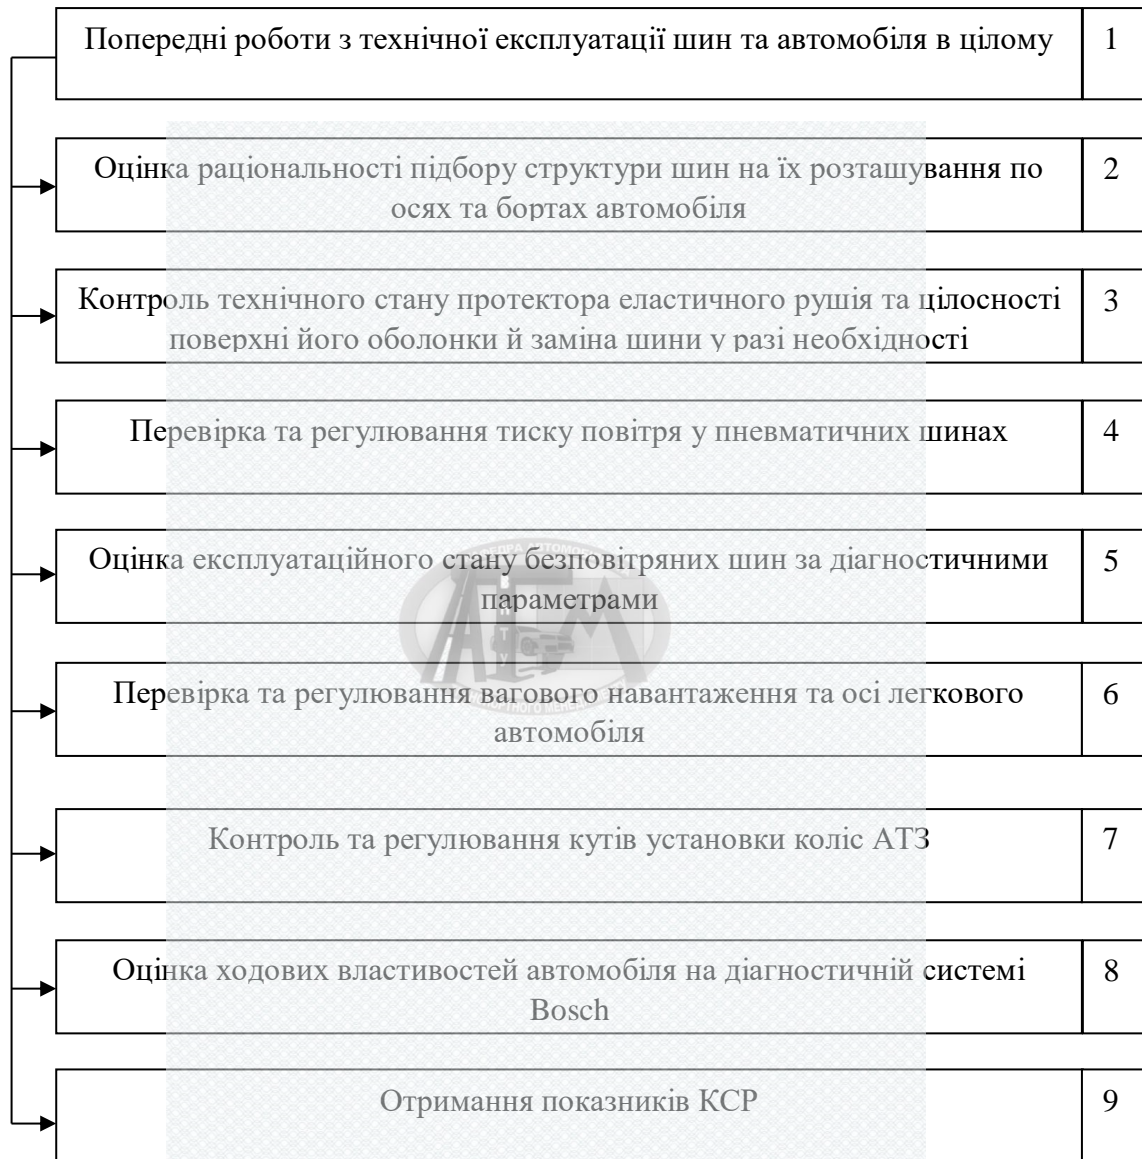 Попередні роботи з технічної експлуатації шин та автомобіля в цілому 1
Оцінка раціональності підбору структури шин на їх розташування по 2
осях та бортах автомобіля
Контроль технічного стану протектора еластичного рушія та цілосності 3
поверхні його оболонки й заміна шини у разі необхідності
Перевірка та регулювання тиску повітря у пневматичних шинах 4
Оцінка експлуатаційного стану безповітряних шин за діагностичними 5
параметрами
Перевірка та регулювання вагового навантаження та осі легкового 6
автомобіля
Контроль та регулювання кутів установки коліс АТЗ 7
Оцінка ходових властивостей автомобіля на діагностичній системі 8
Bosch
Отримання показників КСР 9
ВНТУ
АТМ